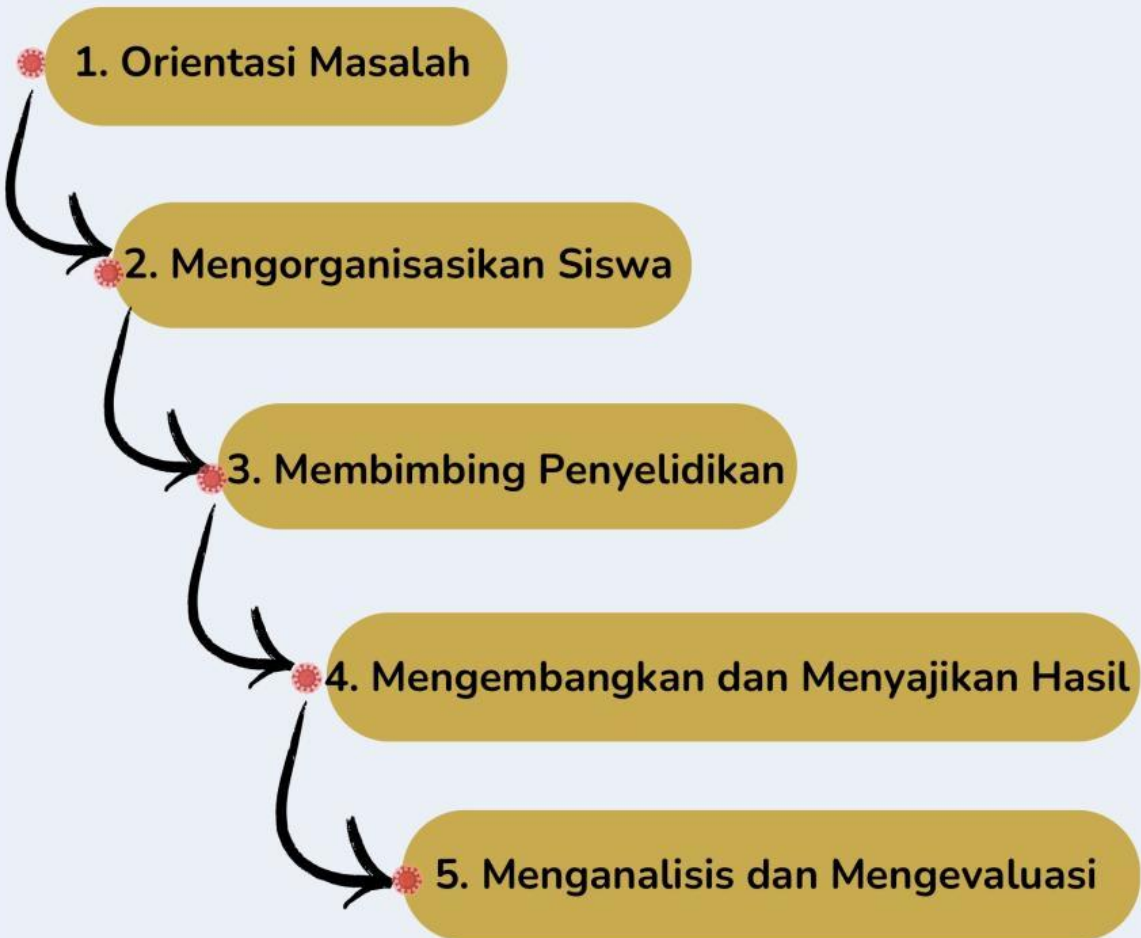 1. Orientasi Masalah
2. Mengorganisasikan Siswa
3. Membimbing Penyelidikan
4. Mengembangkan dan Menyajikan Hasil
5. Menganalisis dan Mengevaluasi